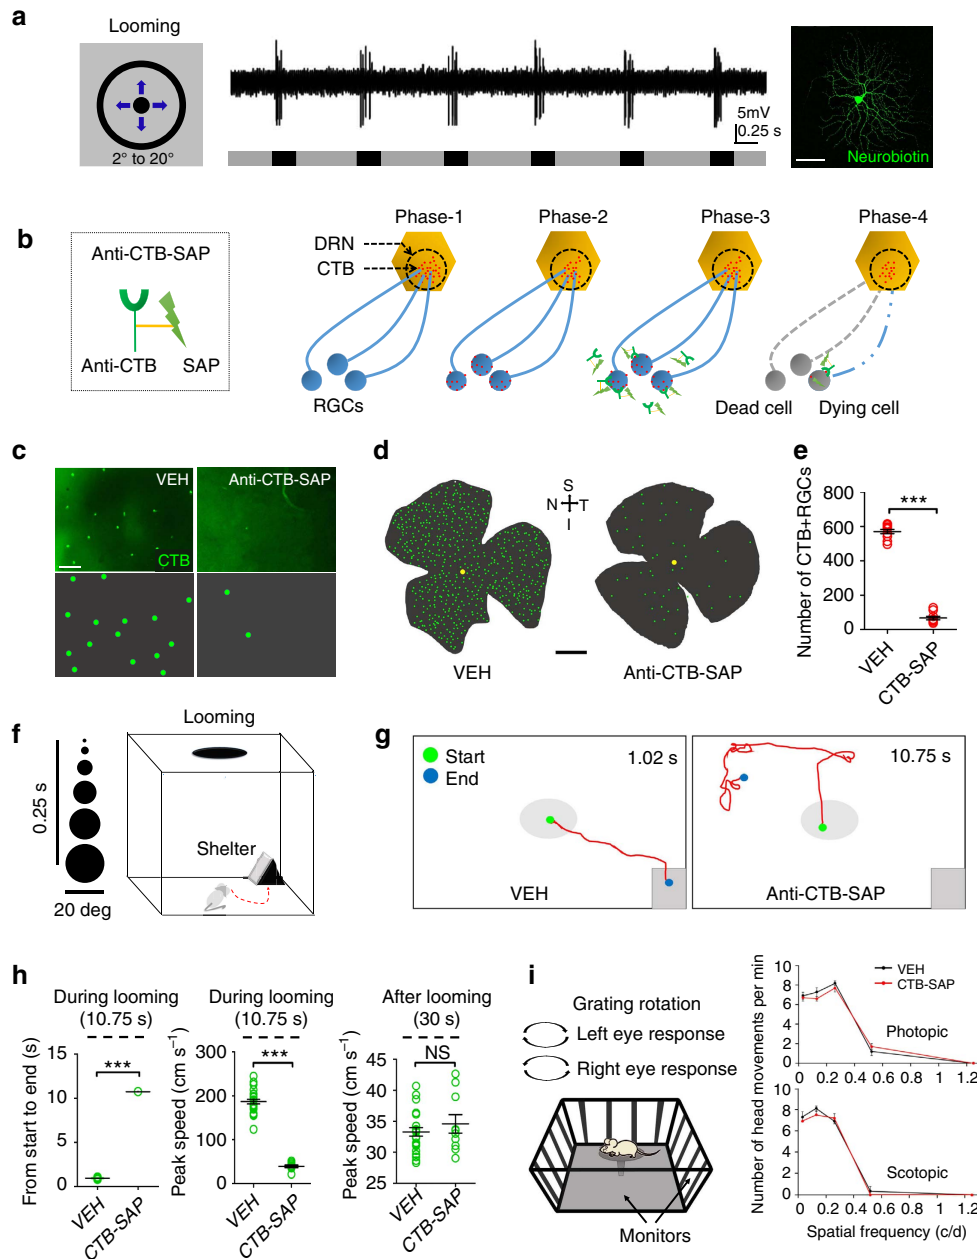 a
Looming
2° to 20°
5mV
0.25 s
Neurobiotin
b
Anti-CTB-SAP
Anti-CTB
SAP
Phase-1
Phase-2
Phase-3
Phase-4
DRN
CTB
RGCs
Dead cell
Dying cell
c
VEH
Anti-CTB-SAP
CTB
d
S
N
T
I
VEH
Anti-CTB-SAP
e
Number of CTB+RGCs
800
600
400
200
0
***
VEH
CTB-SAP
f
Looming
0.25 s
20 deg
Shelter
g
Start
End
1.02 s
VEH
10.75 s
Anti-CTB-SAP
h
During looming
(10.75 s)
From start to end (s)
15
10
5
0
***
VEH
CTB-SAP
During looming
(10.75 s)
Peak speed (cm s⁻¹)
300
200
100
0
***
VEH
CTB-SAP
After looming
(30 s)
Peak speed (cm s⁻¹)
45
40
35
30
25
NS
VEH
CTB-SAP
i
Grating rotation
Left eye response
Right eye response
Monitors
Number of head movements per min
10
8
6
4
2
0
VEH
CTB-SAP
Photopic
0 0.2 0.4 0.6 0.8 1.2
10
8
6
4
2
0
Scotopic
0 0.2 0.4 0.6 0.8 1.2
Spatial frequency (c/d)